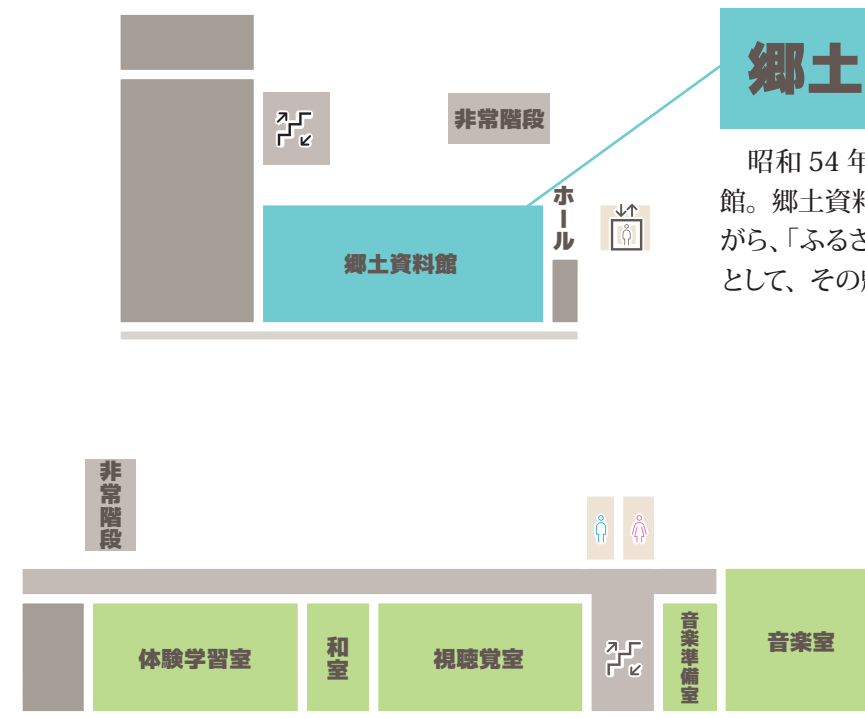 郷土
非常階段
ホール
郷土資料館
昭和 54 年
館。郷土資
がら、「ふるさ
として、その
非常階段
体験学習室
和室
視聴覚室
音楽準備室
音楽室